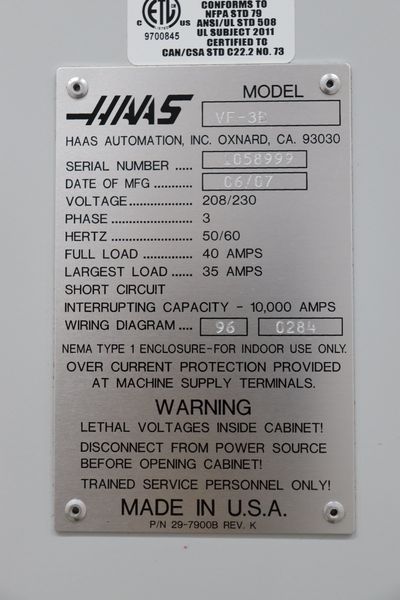 ETL
C US
9700845
CONFORMS TO
NFPA STD 79
ANSI/UL STD 508
UL SUBJECT 2011
CERTIFIED TO
CAN/CSA STD C22.2 NO. 73
HAAS
MODEL
VF-3B
HAAS AUTOMATION, INC. OXNARD, CA. 93030
SERIAL NUMBER ..... 1058999
DATE OF MFG .......... 06/07
VOLTAGE ................. 208/230
PHASE ..................... 3
HERTZ ..................... 50/60
FULL LOAD ............. 40 AMPS
LARGEST LOAD ...... 35 AMPS
SHORT CIRCUIT
INTERRUPTING CAPACITY - 10,000 AMPS
WIRING DIAGRAM .... 96 0284
NEMA TYPE 1 ENCLOSURE-FOR INDOOR USE ONLY.
OVER CURRENT PROTECTION PROVIDED
AT MACHINE SUPPLY TERMINALS.
WARNING
LETHAL VOLTAGES INSIDE CABINET!
DISCONNECT FROM POWER SOURCE
BEFORE OPENING CABINET!
TRAINED SERVICE PERSONNEL ONLY!
MADE IN U.S.A.
P/N 29-7900B REV. K